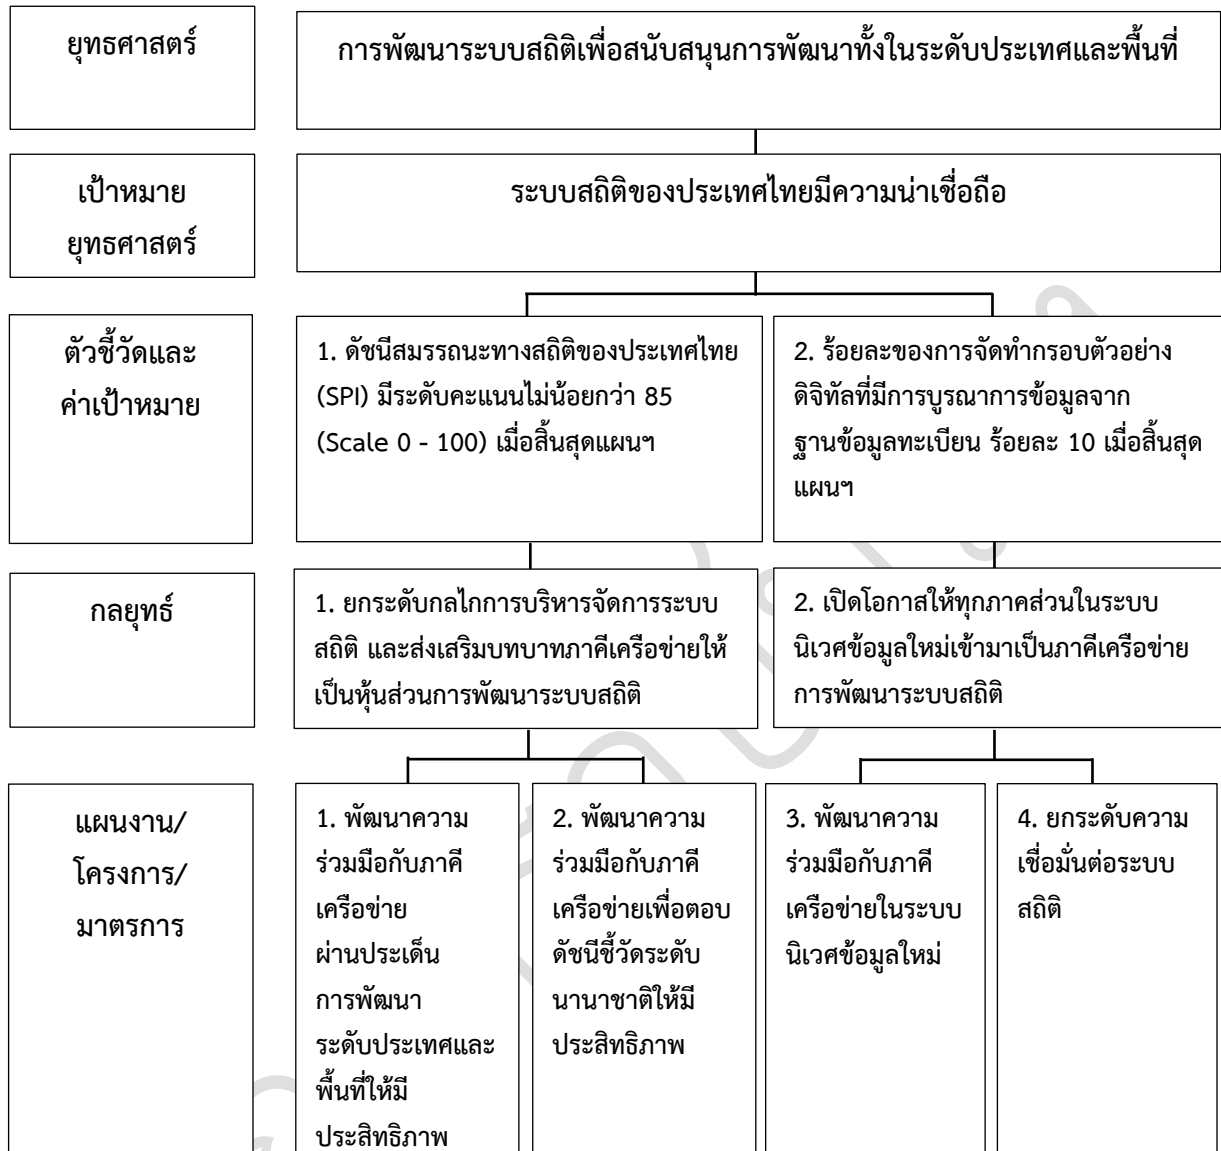 ยุทธศาสตร์
การพัฒนาระบบสถิติเพื่อสนับสนุนการพัฒนาทั้งในระดับประเทศและพื้นที่
เป้าหมาย
ยุทธศาสตร์
ระบบสถิติของประเทศไทยมีความน่าเชื่อถือ
ตัวชี้วัดและ
ค่าเป้าหมาย
1. ดัชนีสมรรถนะทางสถิติของประเทศไทย
(SPI) มีระดับคะแนนไม่น้อยกว่า 85
(Scale 0 - 100) เมื่อสิ้นสุดแผนฯ
2. ร้อยละของการจัดทำกรอบตัวอย่าง
ดิจิทัลที่มีการบูรณาการข้อมูลจาก
ฐานข้อมูลทะเบียน ร้อยละ 10 เมื่อสิ้นสุด
แผนฯ
กลยุทธ์
1. ยกระดับกลไกการบริหารจัดการระบบ
สถิติ และส่งเสริมบทบาทภาคีเครือข่ายให้
เป็นหุ้นส่วนการพัฒนาระบบสถิติ
2. เปิดโอกาสให้ทุกภาคส่วนในระบบ
นิเวศข้อมูลใหม่เข้ามาเป็นภาคีเครือข่าย
การพัฒนาระบบสถิติ
แผนงาน/
โครงการ/
มาตรการ
1. พัฒนาความ
ร่วมมือกับภาคี
เครือข่าย
ผ่านประเด็น
การพัฒนา
ระดับประเทศและ
พื้นที่ให้มี
ประสิทธิภาพ
2. พัฒนาความ
ร่วมมือกับภาคี
เครือข่ายเพื่อตอบ
ดัชนีชี้วัดระดับ
นานาชาติให้มี
ประสิทธิภาพ
3. พัฒนาความ
ร่วมมือกับภาคี
เครือข่ายในระบบ
นิเวศข้อมูลใหม่
4. ยกระดับความ
เชื่อมั่นต่อระบบ
สถิติ